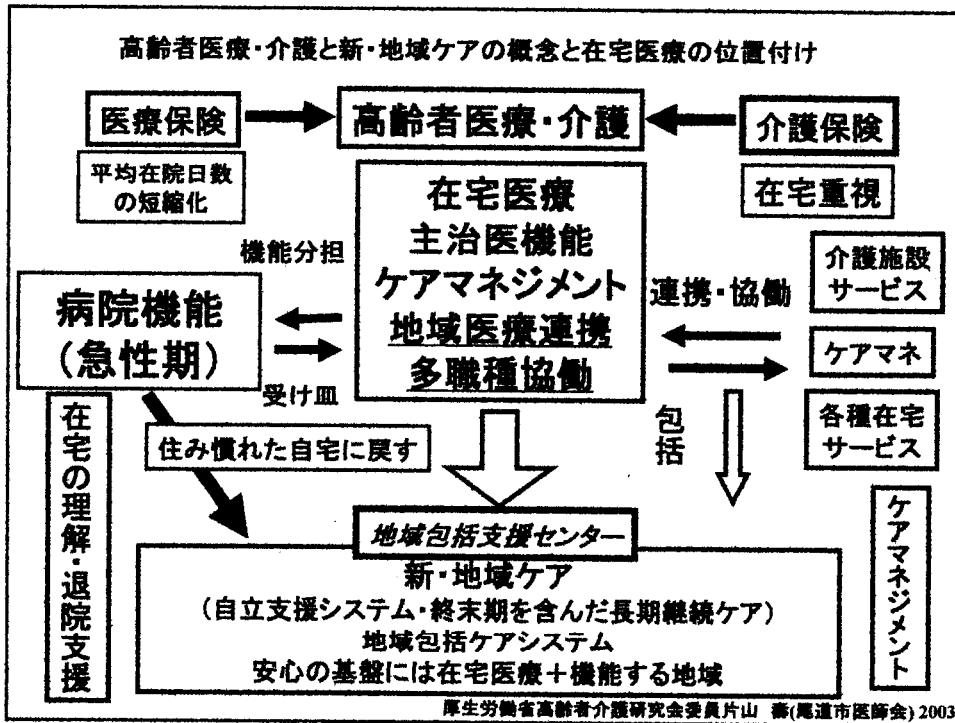 高齢者医療・介護と新・地域ケアの概念と在宅医療の位置付け
医療保険
高齢者医療・介護
介護保険
平均在院日数
の短縮化
在宅重視
在宅医療
主治医機能
ケアマネジメント
地域医療連携
多職種協働
機能分担
連携・協働
介護施設
サービス
病院機能
(急性期)
ケアマネ
受け皿
各種在宅
サービス
包括
住み慣れた自宅に戻す
在宅の理解・退院支援
ケアマネジメント
地域包括支援センター
新・地域ケア
(自立支援システム・終末期を含んだ長期継続ケア)
地域包括ケアシステム
安心の基盤には在宅医療+機能する地域
厚生労働省高齢者介護研究会委員片山 壽(尾道市医師会) 2003